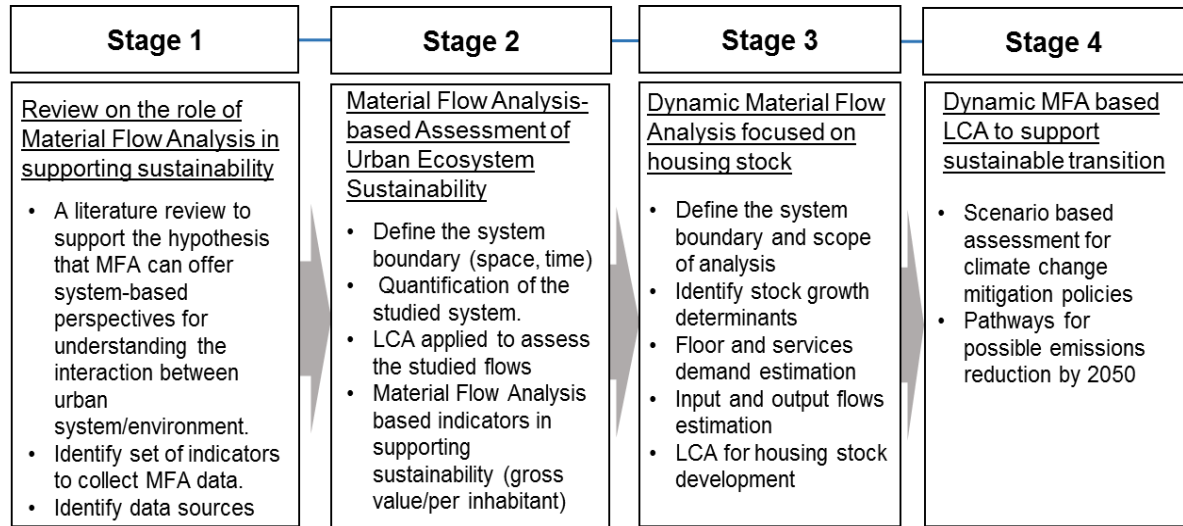 Stage 1
Review on the role of
Material Flow Analysis in
supporting sustainability
• A literature review to
support the hypothesis
that MFA can offer
system-based
perspectives for
understanding the
interaction between
urban
system/environment.
• Identify set of indicators
to collect MFA data.
• Identify data sources
Stage 2
Material Flow Analysis-
based Assessment of
Urban Ecosystem
Sustainability
• Define the system
boundary (space, time)
• Quantification of the
studied system.
• LCA applied to assess
the studied flows
• Material Flow Analysis
based indicators in
supporting
sustainability (gross
value/per inhabitant)
Stage 3
Dynamic Material Flow
Analysis focused on
housing stock
• Define the system
boundary and scope
of analysis
• Identify stock growth
determinants
• Floor and services
demand estimation
• Input and output flows
estimation
• LCA for housing stock
development
Stage 4
Dynamic MFA based
LCA to support
sustainable transition
• Scenario based
assessment for
climate change
mitigation policies
• Pathways for
possible emissions
reduction by 2050